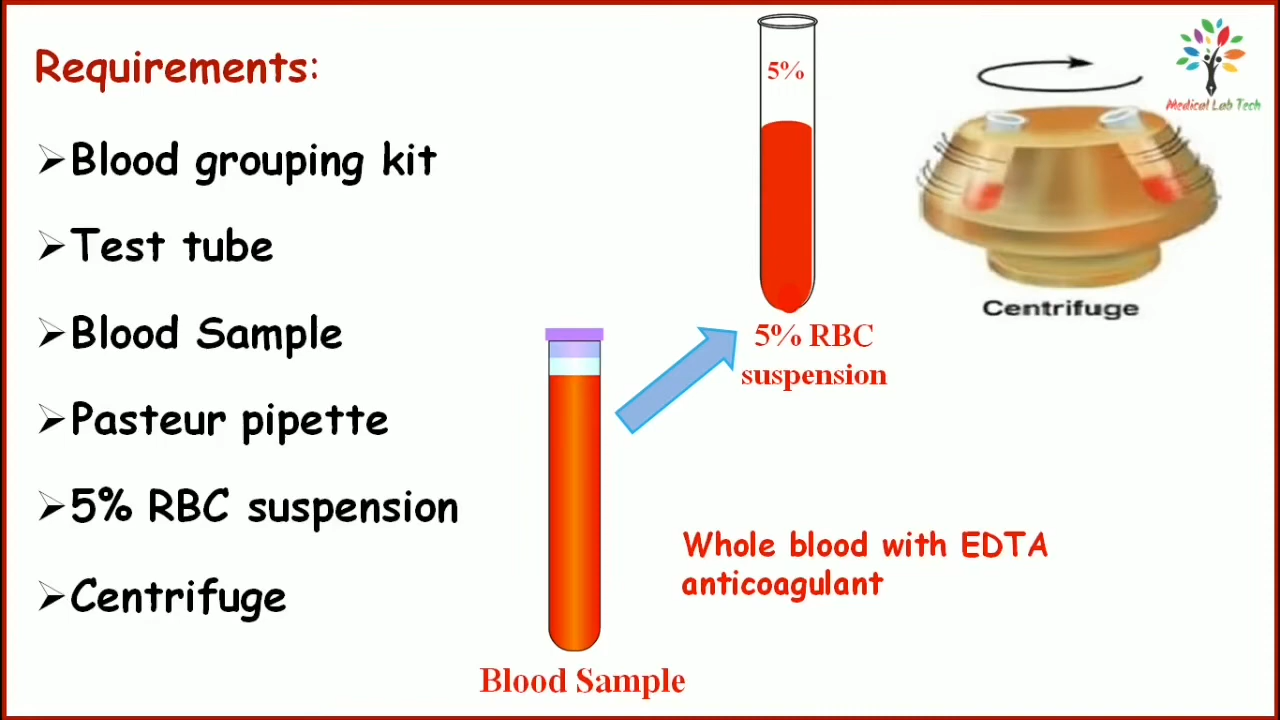 Requirements:
➢Blood grouping kit
➢Test tube
➢Blood Sample
➢Pasteur pipette
➢5% RBC suspension
➢Centrifuge
5%
5% RBC
suspension
Blood Sample
Whole blood with EDTA
anticoagulant
Centrifuge
Medical Lab Tech